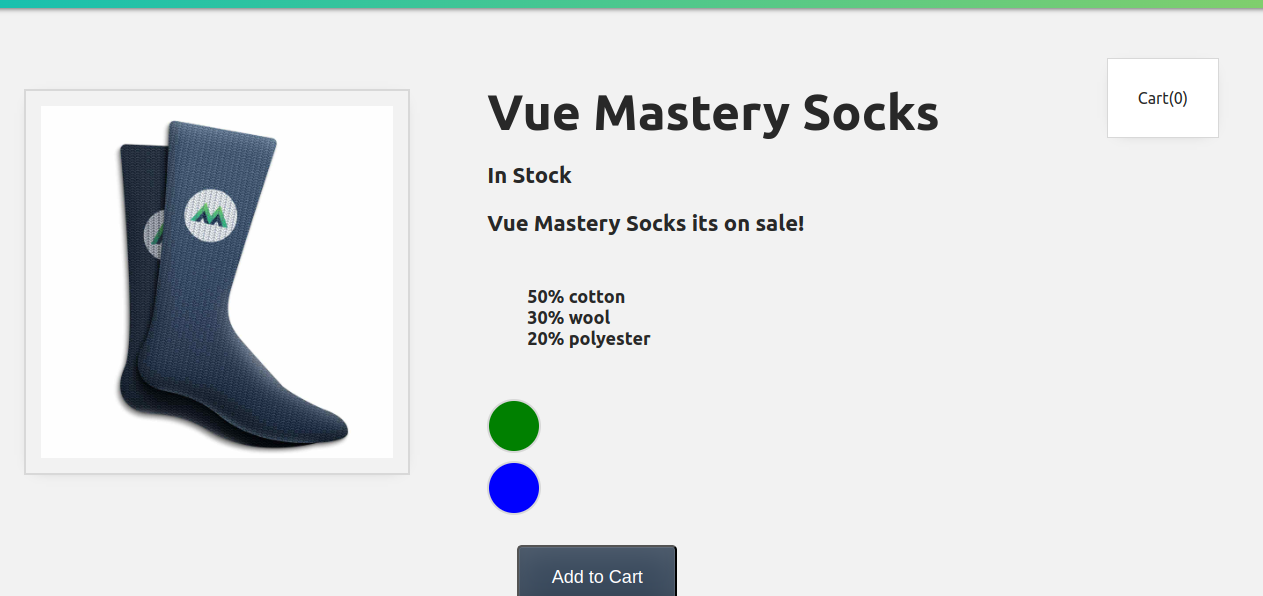 Cart(0)
Vue Mastery Socks
In Stock
Vue Mastery Socks its on sale!
50% cotton
30% wool
20% polyester
Add to Cart